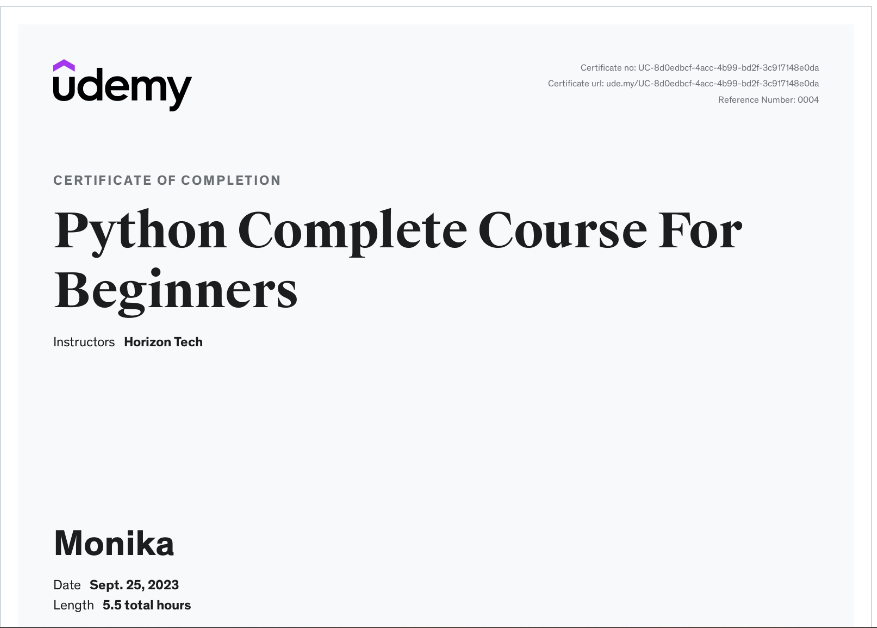 udemy
Certificate no: UC-8d0edbcf-4acc-4b99-bd2f-3c917148e0da
Certificate url: ude.my/UC-8d0edbcf-4acc-4b99-bd2f-3c917148e0da
Reference Number: 0004
CERTIFICATE OF COMPLETION
Python Complete Course For
Beginners
Instructors Horizon Tech
Monika
Date Sept. 25, 2023
Length 5.5 total hours